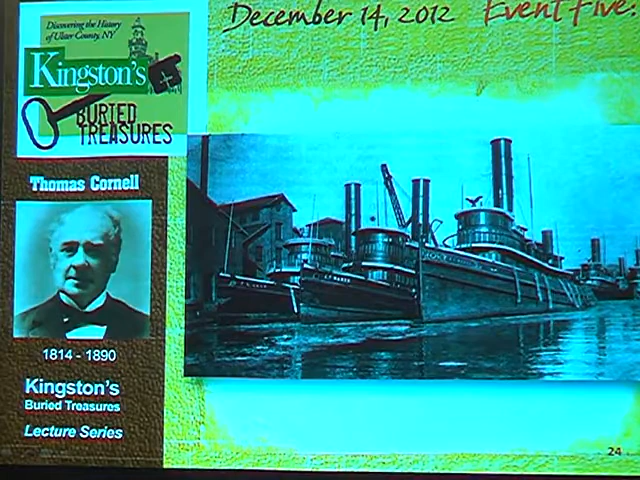 December 14, 2012 Event Five:
Discovering the History
of Ulster County, NY
Kingston's
BURIED
TREASURES
Thomas Cornell
1814 - 1890
Kingston's
Buried Treasures
Lecture Series
24